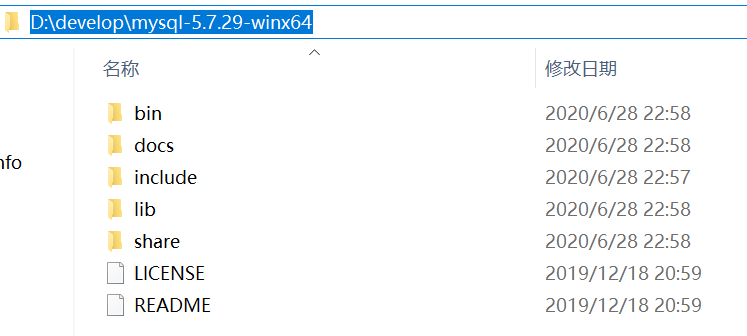 D:\develop\mysql-5.7.29-winx64
名称 修改日期
bin 2020/6/28 22:58
docs 2020/6/28 22:58
nfo
include 2020/6/28 22:57
lib 2020/6/28 22:58
share 2020/6/28 22:58
LICENSE 2019/12/18 20:59
README 2019/12/18 20:59